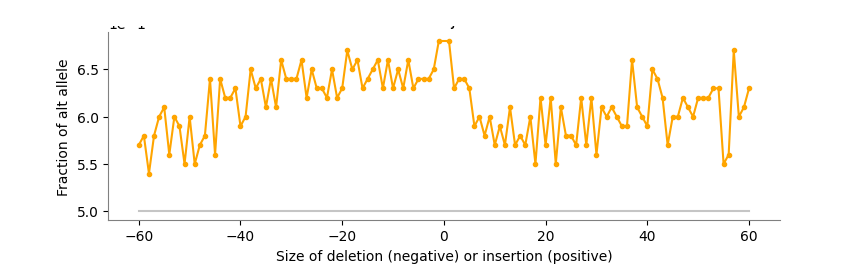 6.5
6.0
5.5
5.0
Fraction of alt allele
−60 −40 −20 0 20 40 60
Size of deletion (negative) or insertion (positive)